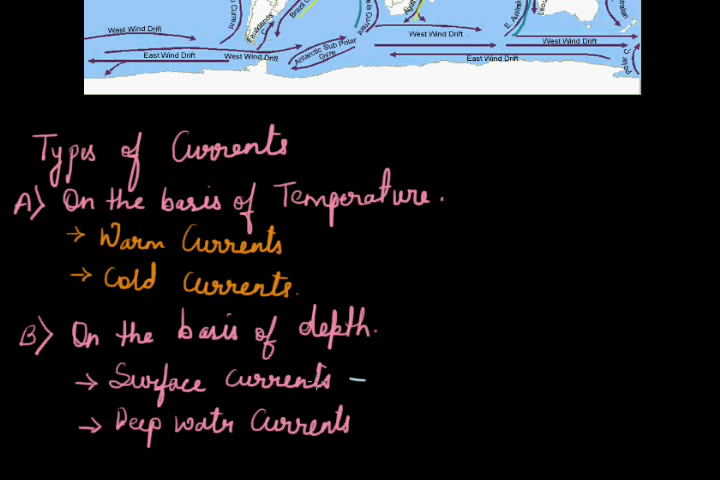 West Wind Drift
East Wind Drift
West Wind Drift
Antarctic Sub Polar
Gyre
West Wind Drift
West Wind Drift
East Wind Drift
Types of Currents
A) On the basis of Temperature.
→ Warm Currents
→ Cold Currents.
B) On the basis of depth.
→ Surface currents –
→ Deep water Currents